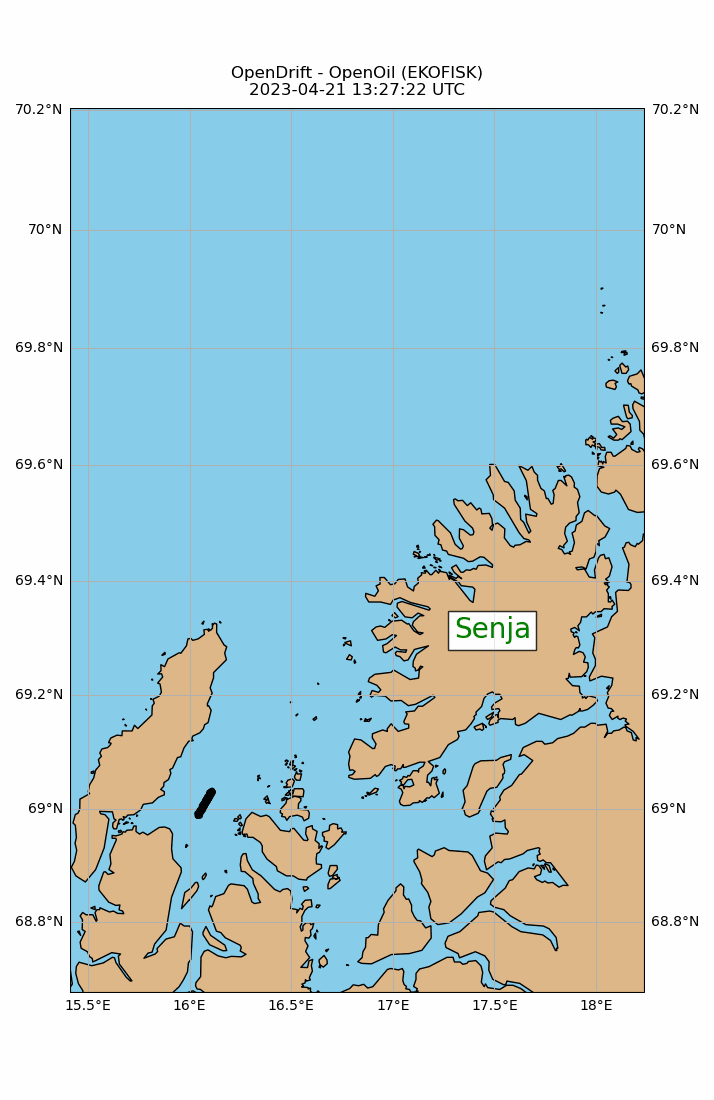 OpenDrift - OpenOil (EKOFISK)
2023-04-21 13:27:22 UTC
70.2°N 70.2°N
70°N 70°N
69.8°N 69.8°N
69.6°N 69.6°N
69.4°N 69.4°N
Senja
69.2°N 69.2°N
69°N 69°N
68.8°N 68.8°N
15.5°E 16°E 16.5°E 17°E 17.5°E 18°E